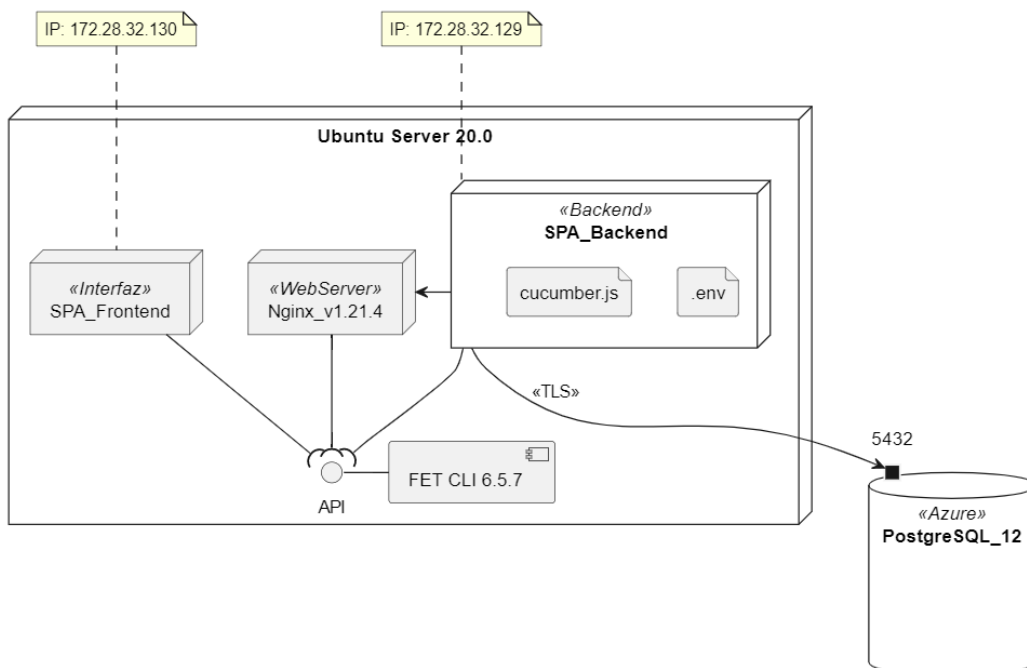 IP: 172.28.32.130
IP: 172.28.32.129
Ubuntu Server 20.0
«Backend»
SPA_Backend
cucumber.js
.env
«Interfaz»
SPA_Frontend
«WebServer»
Nginx_v1.21.4
«TLS»
5432
FET CLI 6.5.7
API
«Azure»
PostgreSQL_12